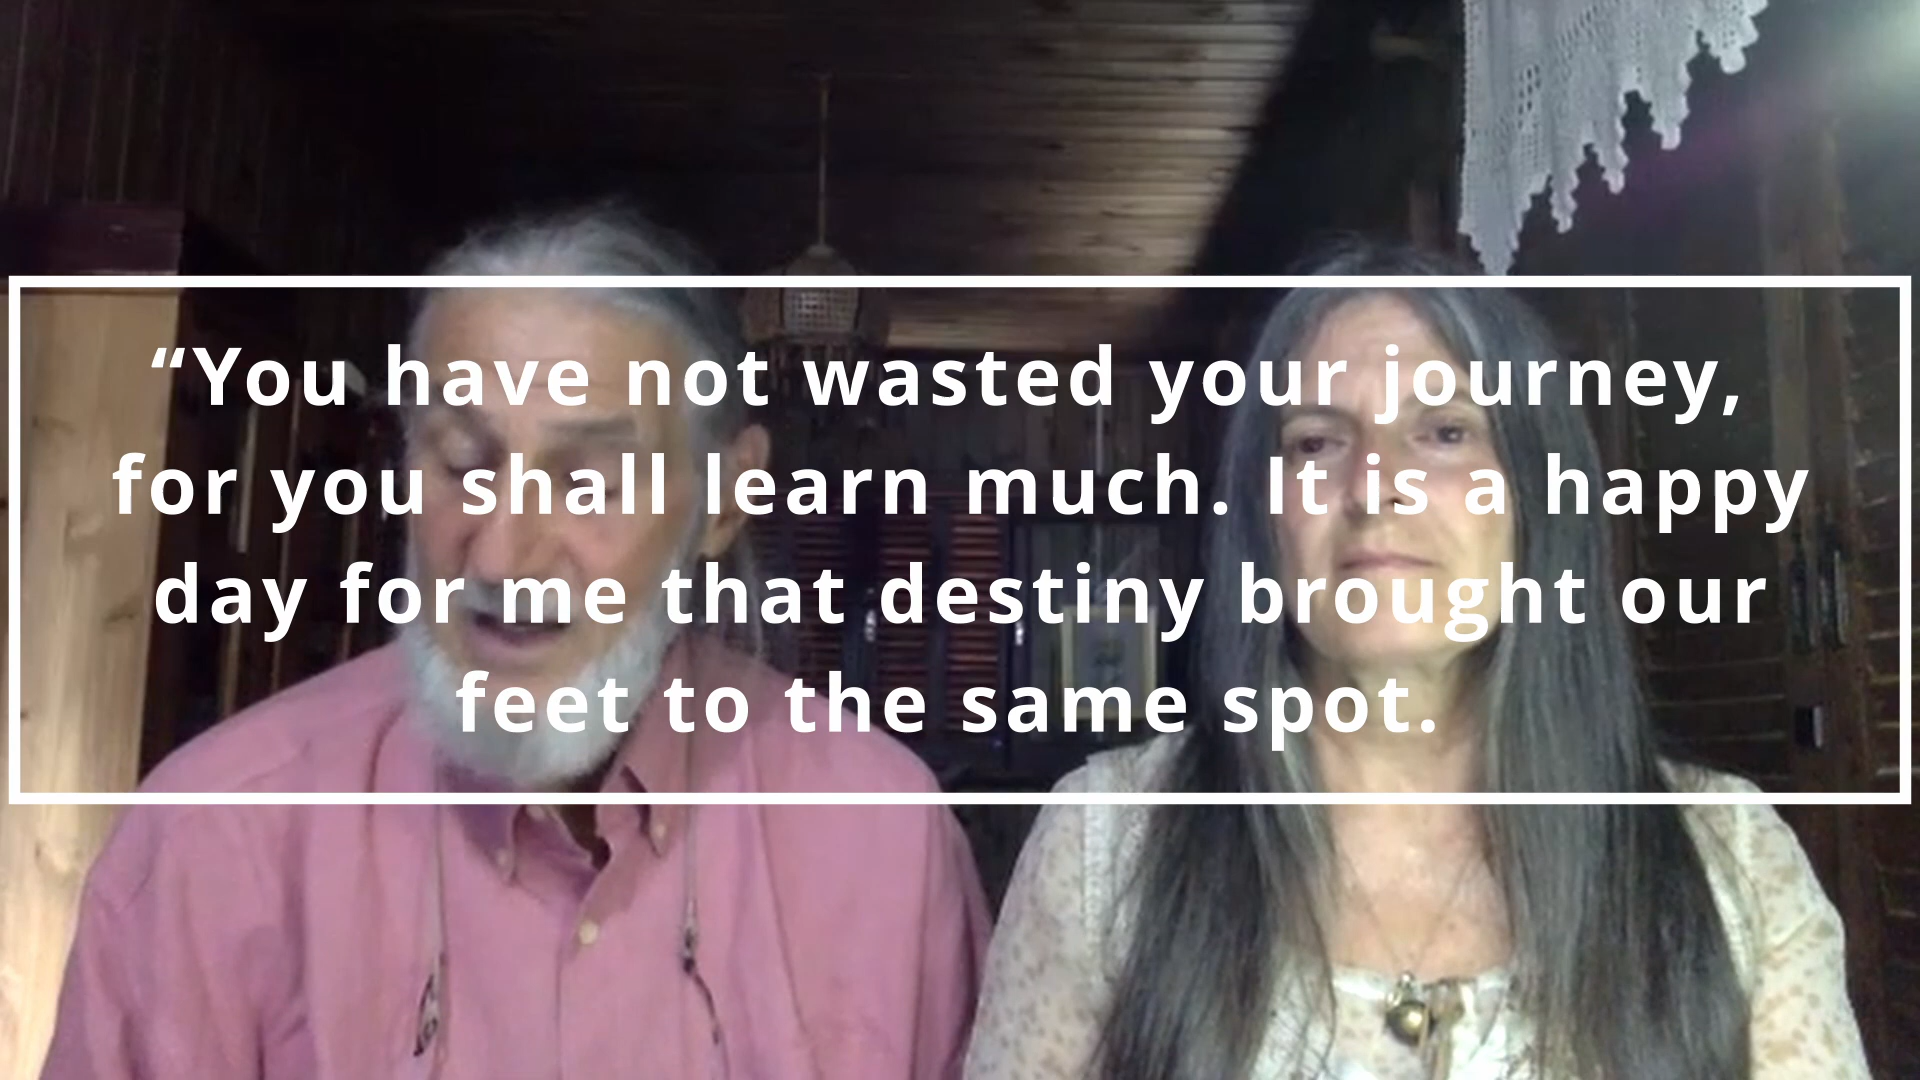 “You have not wasted your journey,
for you shall learn much. It is a happy
day for me that destiny brought our
feet to the same spot.